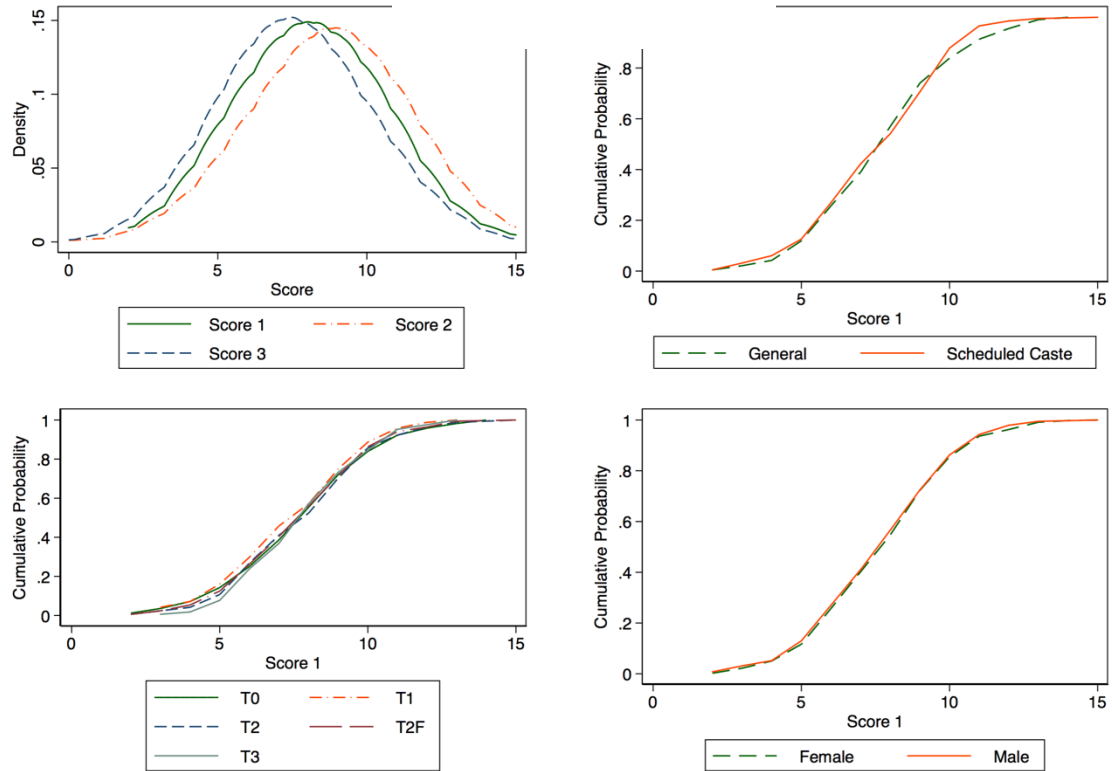 .15
.1
.05
0
Density
0 5 10 15
Score
Score 1 Score 2
Score 3
.8
.6
.4
.2
0
Cumulative Probability
0 5 10 15
Score 1
General Scheduled Caste
1
.8
.6
.4
.2
0
Cumulative Probability
0 5 10 15
Score 1
T0 T1
T2 T2F
T3
1
.8
.6
.4
.2
0
Cumulative Probability
0 5 10 15
Score 1
Female Male